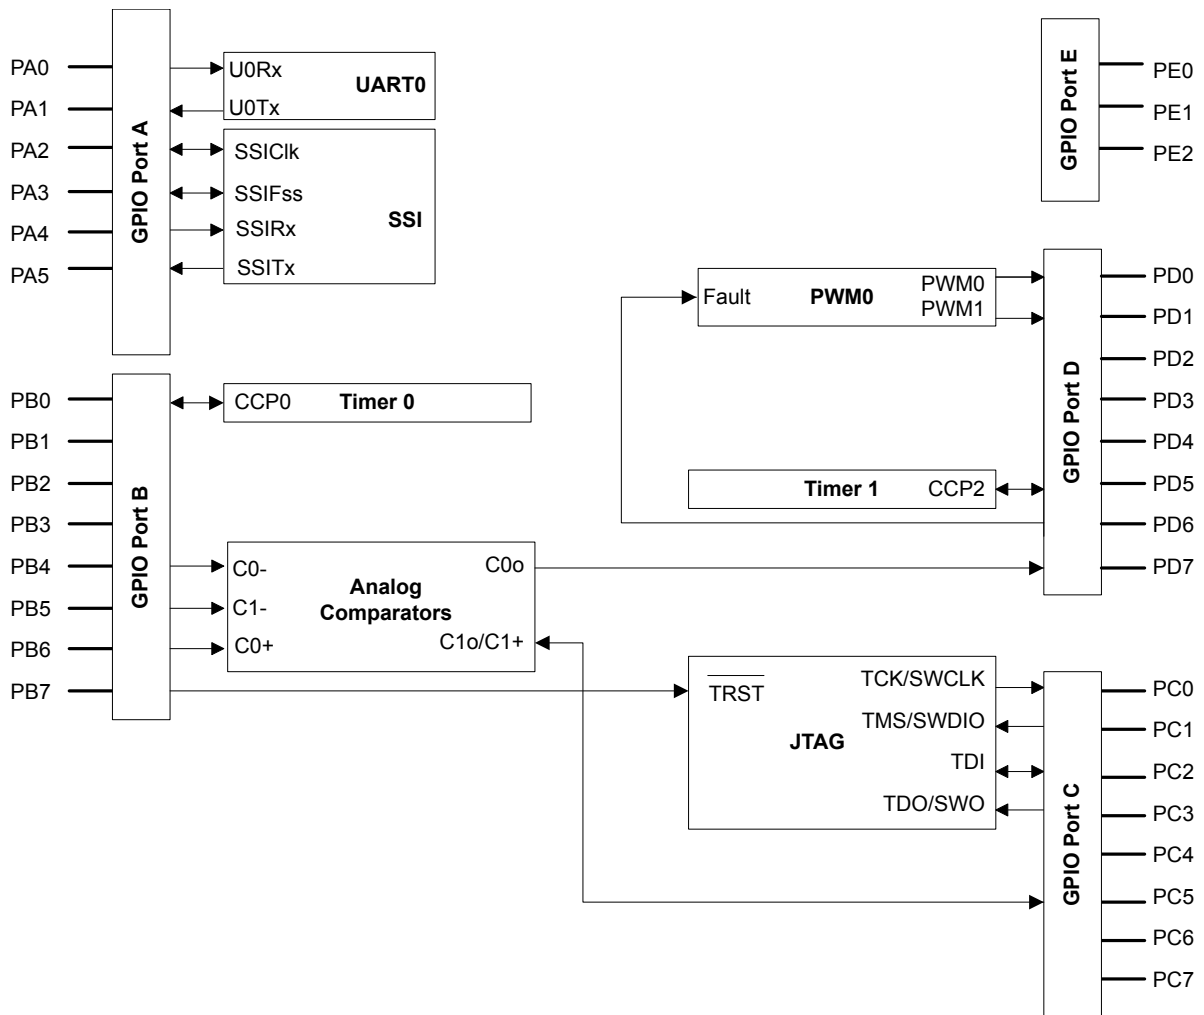 PA0
PA1
PA2
PA3
PA4
PA5
GPIO Port A
U0Rx
U0Tx
UART0
SSIClk
SSIFss
SSIRx
SSITx
SSI
PB0
PB1
PB2
PB3
PB4
PB5
PB6
PB7
GPIO Port B
CCP0 Timer 0
C0-
C1-
C0+
Analog
Comparators
C0o
C1o/C1+
GPIO Port E
PE0
PE1
PE2
Fault
PWM0
PWM0
PWM1
Timer 1 CCP2
GPIO Port D
PD0
PD1
PD2
PD3
PD4
PD5
PD6
PD7
TRST
JTAG
TCK/SWCLK
TMS/SWDIO
TDI
TDO/SWO
GPIO Port C
PC0
PC1
PC2
PC3
PC4
PC5
PC6
PC7